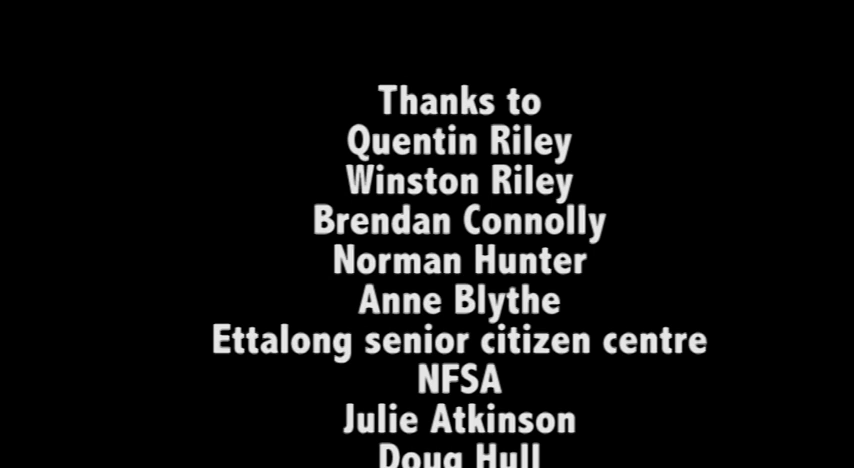 Thanks to
Quentin Riley
Winston Riley
Brendan Connolly
Norman Hunter
Anne Blythe
Ettalong senior citizen centre
NFSA
Julie Atkinson
Doug Hull